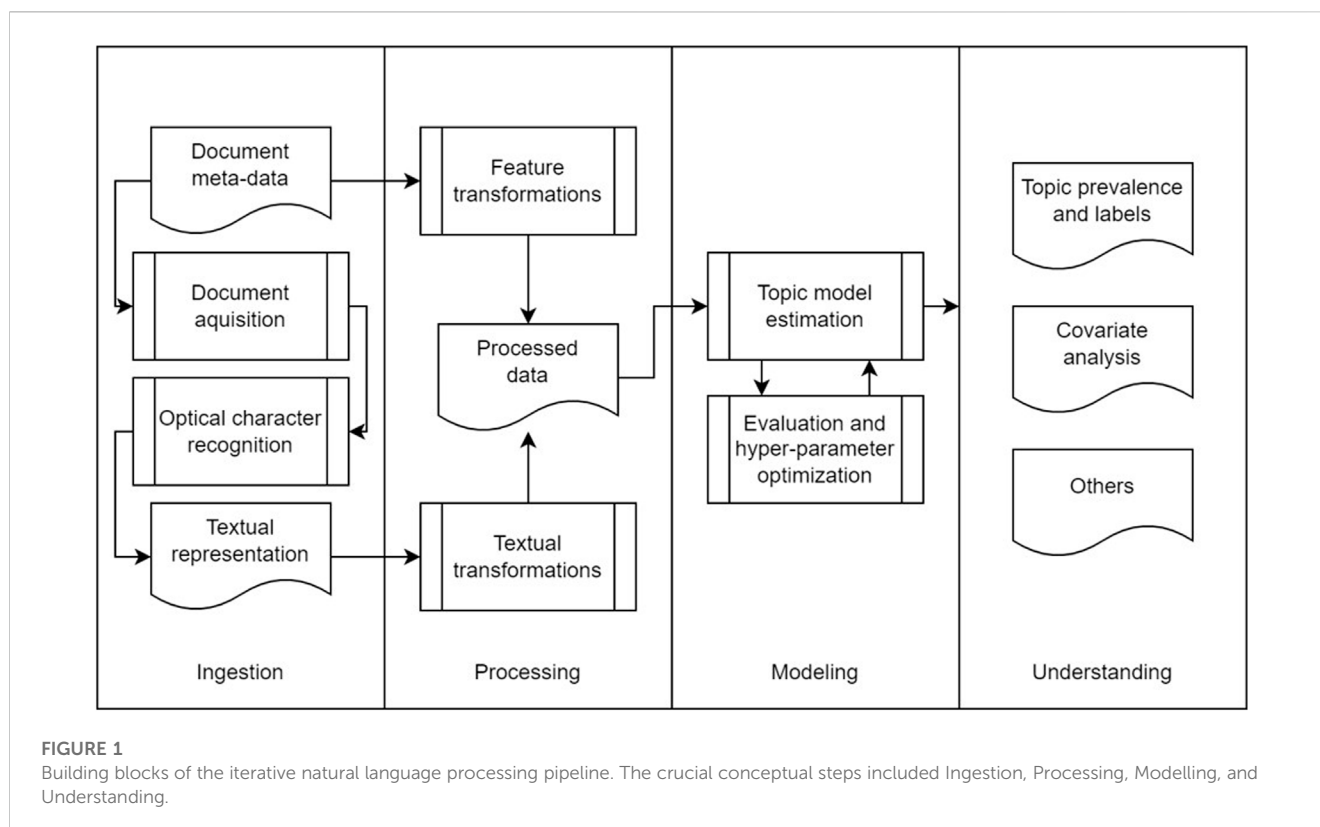 Document
meta-data
Document
aquisition
Optical character
recognition
Textual
representation
Ingestion
Feature
transformations
Processed
data
Textual
transformations
Processing
Topic model
estimation
Evaluation and
hyper-parameter
optimization
Modeling
Topic prevalence
and labels
Covariate
analysis
Others
Understanding
FIGURE 1
Building blocks of the iterative natural language processing pipeline. The crucial conceptual steps included Ingestion, Processing, Modelling, and
Understanding.